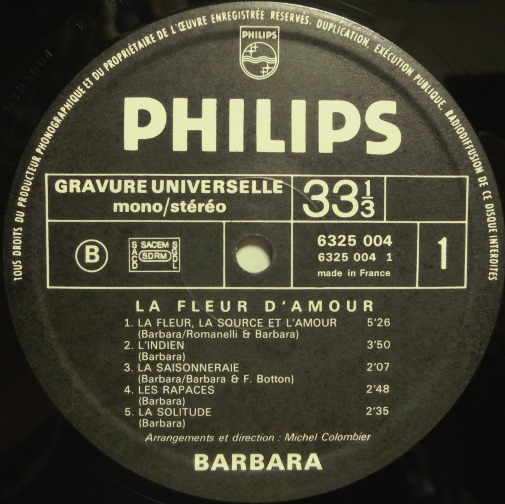 TOUS DROITS DU PRODUCTEUR PHONOGRAPHIQUE ET DU PROPRIÉTAIRE DE L'ŒUVRE ENREGISTRÉE RÉSERVÉS. DUPLICATION, EXÉCUTION PUBLIQUE, RADIODIFFUSION DE CE DISQUE INTERDITES
PHILIPS
PHILIPS
GRAVURE UNIVERSELLE
mono/stéréo
33 1/3
B
SACEM
SACD
SDRM
SGDL
6325 004
6325 004 1
made in France
1
LA FLEUR D'AMOUR
1. LA FLEUR, LA SOURCE ET L'AMOUR 5'26
(Barbara/Romanelli & Barbara)
2. L'INDIEN 3'50
(Barbara)
3. LA SAISONNERAIE 2'07
(Barbara/Barbara & F. Botton)
4. LES RAPACES 2'48
(Barbara)
5. LA SOLITUDE 2'35
(Barbara)
Arrangements et direction : Michel Colombier
BARBARA